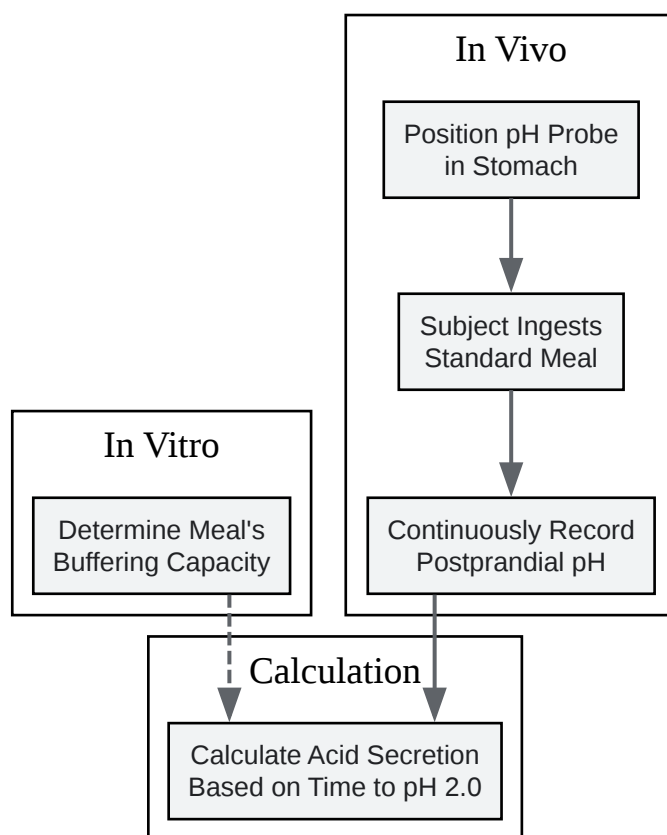 In Vivo
Position pH Probe
in Stomach
Subject Ingests
Standard Meal
In Vitro
Determine Meal's
Buffering Capacity
Continuously Record
Postprandial pH
Calculation
Calculate Acid Secretion
Based on Time to pH 2.0